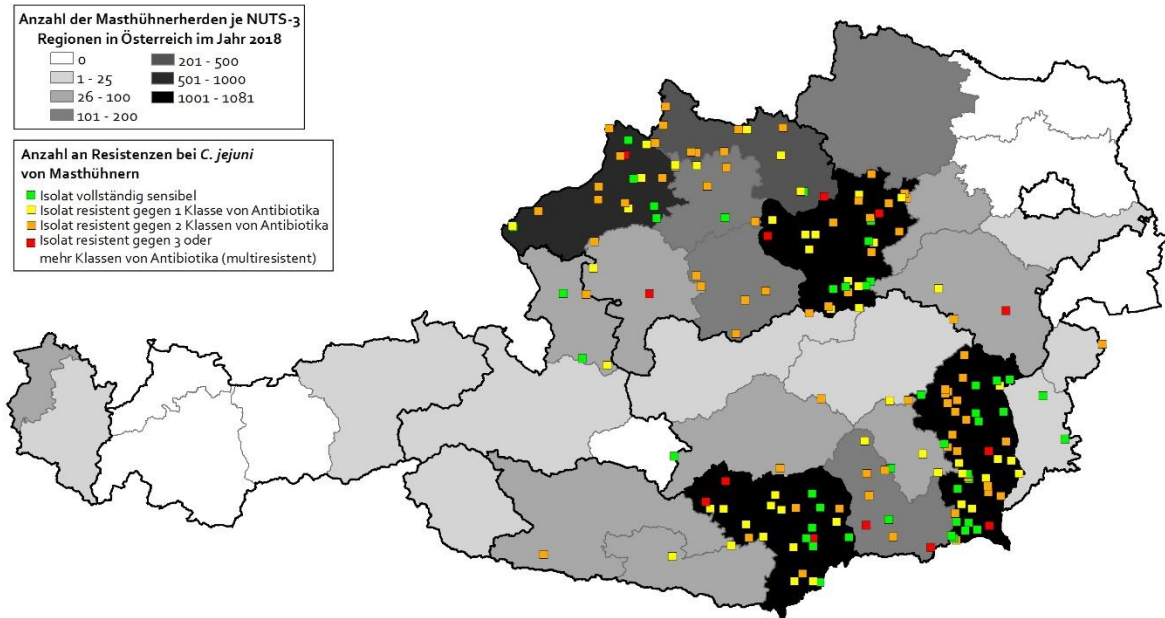 Anzahl der Masthühnerherden je NUTS-3
Regionen in Österreich im Jahr 2018
0
1 - 25
26 - 100
101 - 200
201 - 500
501 - 1000
1001 - 1081
Anzahl an Resistenzen bei C. jejuni
von Masthühnern
Isolat vollständig sensibel
Isolat resistent gegen 1 Klasse von Antibiotika
Isolat resistent gegen 2 Klassen von Antibiotika
Isolat resistent gegen 3 oder
mehr Klassen von Antibiotika (multiresistent)